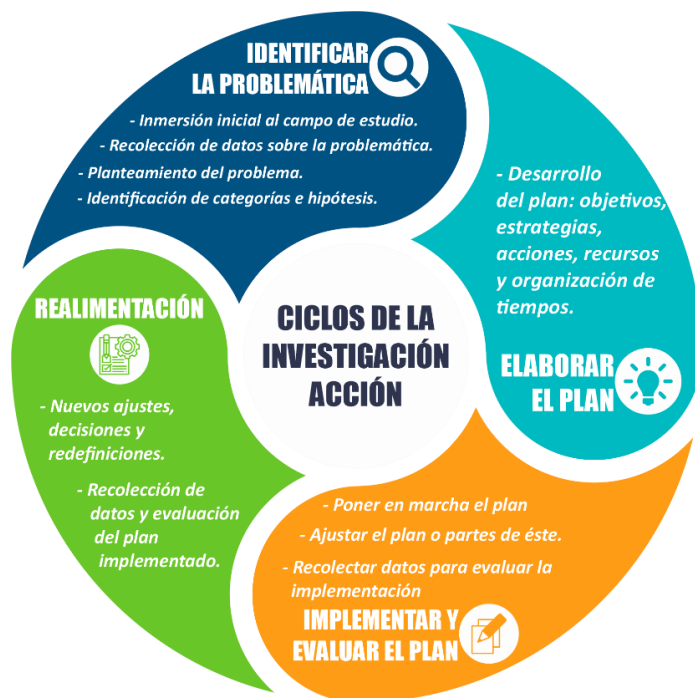 IDENTIFICAR
LA PROBLEMÁTICA
- Inmersión inicial al campo de estudio.
- Recolección de datos sobre la problemática.
- Planteamiento del problema.
- Identificación de categorías e hipótesis.
- Desarrollo
del plan: objetivos,
estrategias,
acciones, recursos
y organización de
tiempos.
ELABORAR
EL PLAN
CICLOS DE LA
INVESTIGACIÓN
ACCIÓN
- Poner en marcha el plan
- Ajustar el plan o partes de éste.
- Recolectar datos para evaluar la
implementación
IMPLEMENTAR Y
EVALUAR EL PLAN
REALIMENTACIÓN
- Nuevos ajustes,
decisiones y
redefiniciones.
- Recolección de
datos y evaluación
del plan
implementado.